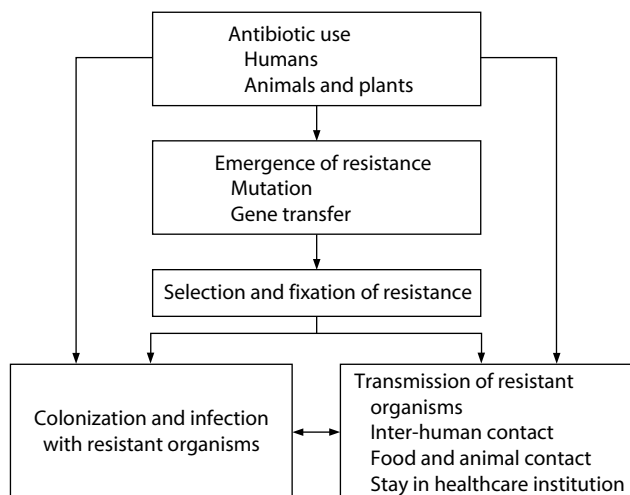 Antibiotic use
Humans
Animals and plants
Emergence of resistance
Mutation
Gene transfer
Selection and fixation of resistance
Colonization and infection
with resistant organisms
Transmission of resistant
organisms
Inter-human contact
Food and animal contact
Stay in healthcare institution